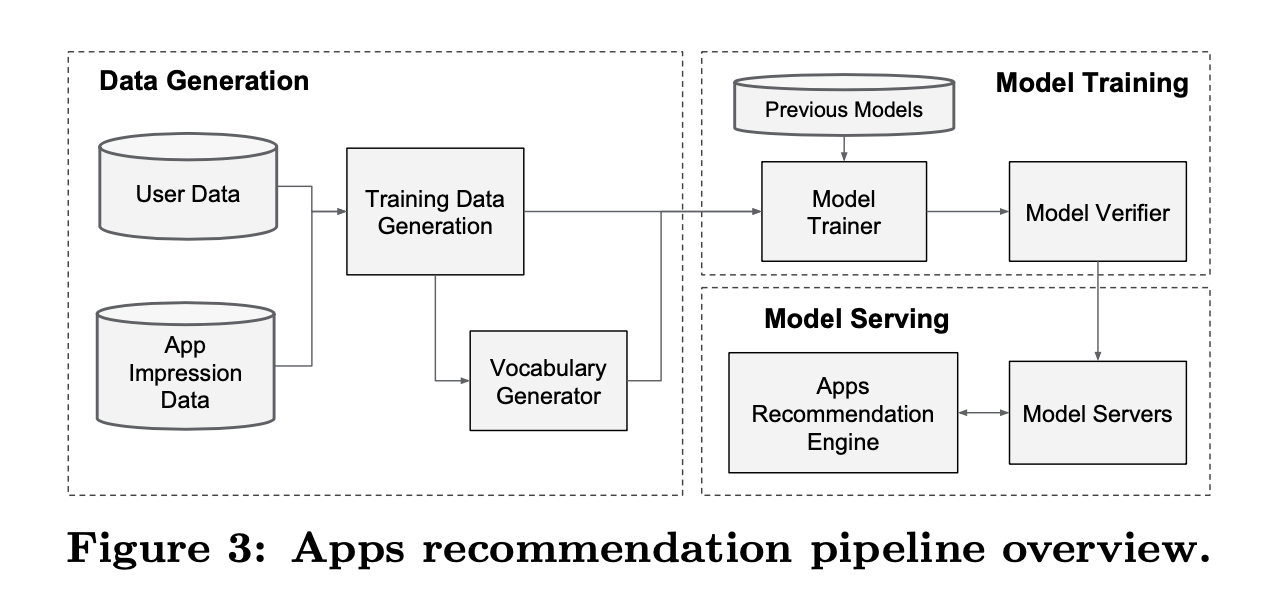 Data Generation
User Data
App
Impression
Data
Training Data
Generation
Vocabulary
Generator
Model Training
Previous Models
Model
Trainer
Model Verifier
Model Serving
Apps
Recommendation
Engine
Model Servers
Figure 3: Apps recommendation pipeline overview.